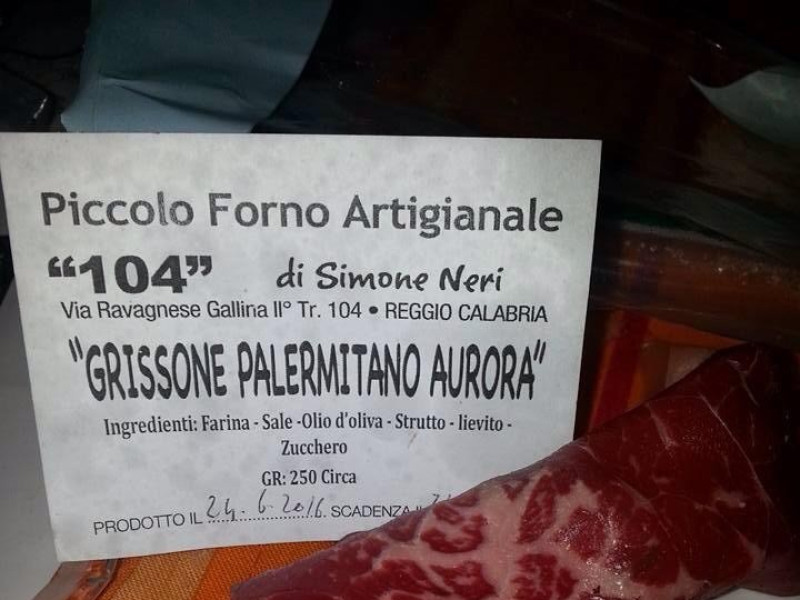 Piccolo Forno Artigianale
“104” di Simone Neri
Via Ravagnese Gallina II° Tr. 104 • REGGIO CALABRIA
"GRISSONE PALERMITANO AURORA"
Ingredienti: Farina - Sale -Olio d'oliva - Strutto - lievito -
Zucchero
GR: 250 Circa
PRODOTTO IL 24.6.2016. SCADENZA